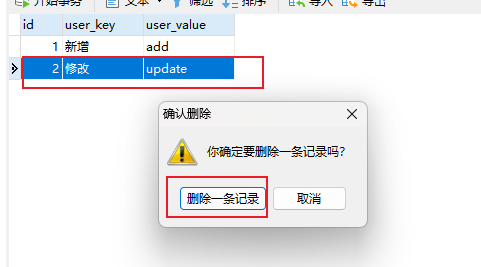 开始事务 文本 筛选 排序 导入 导出
id user_key user_value
1 新增 add
2 修改 update
确认删除
你确定要删除一条记录吗?
删除一条记录 取消